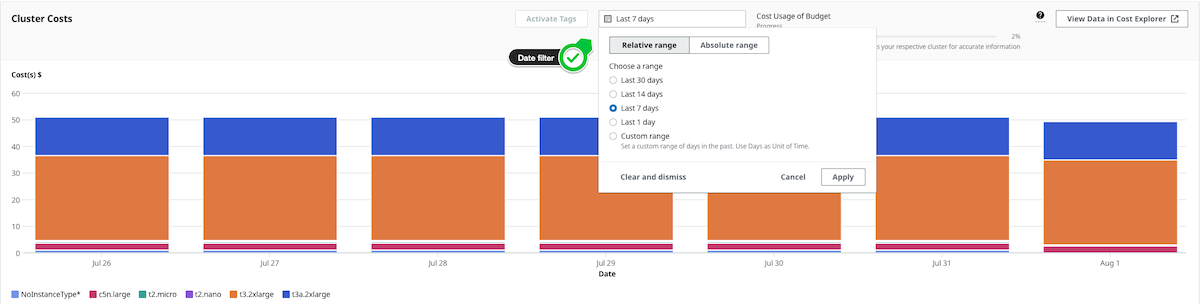 Cluster Costs
Activate Tags
Last 7 days
Cost Usage of Budget
Progress
2%
s your respective cluster for accurate information
?
View Data in Cost Explorer
Date filter
Relative range
Absolute range
Choose a range
Last 30 days
Last 14 days
Last 7 days
Last 1 day
Custom range
Set a custom range of days in the past. Use Days as Unit of Time.
Clear and dismiss
Cancel
Apply
Cost(s) $
60
50
40
30
20
10
0
Jul 26
Jul 27
Jul 28
Jul 29
Jul 30
Jul 31
Aug 1
Date
NoInstanceType*
c5n.large
t2.micro
t2.nano
t3.2xlarge
t3a.2xlarge